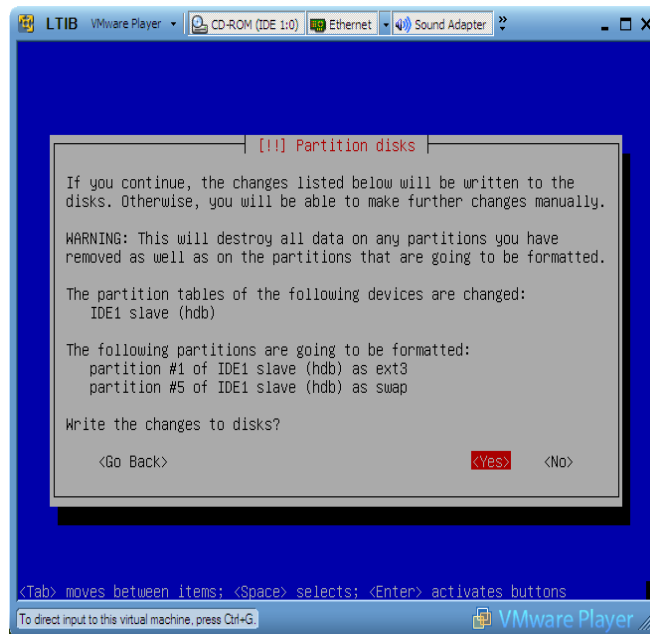 LTIB VMware Player CD-ROM (IDE 1:0) Ethernet Sound Adapter
[!!] Partition disks
If you continue, the changes listed below will be written to the
disks. Otherwise, you will be able to make further changes manually.
WARNING: This will destroy all data on any partitions you have
removed as well as on the partitions that are going to be formatted.
The partition tables of the following devices are changed:
IDE1 slave (hdb)
The following partitions are going to be formatted:
partition #1 of IDE1 slave (hdb) as ext3
partition #5 of IDE1 slave (hdb) as swap
Write the changes to disks?
<Go Back> <Yes> <No>
<Tab> moves between items; <Space> selects; <Enter> activates buttons
To direct input to this virtual machine, press Ctrl+G. VMware Player